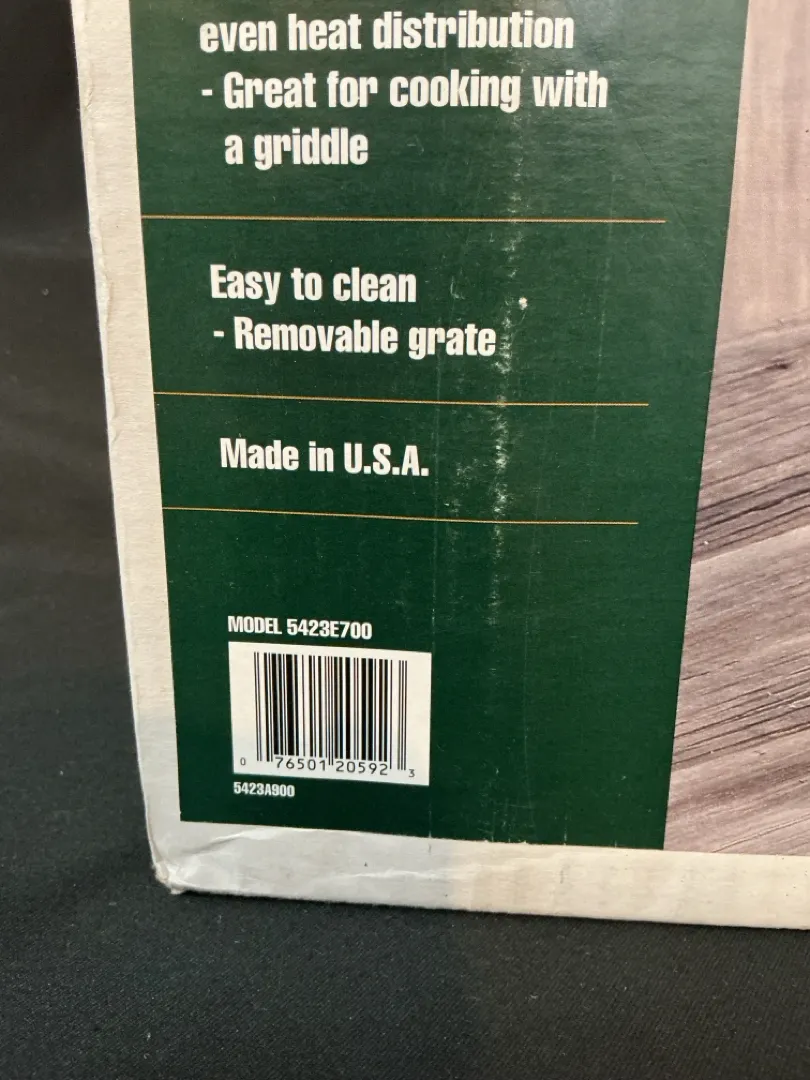 even heat distribution
- Great for cooking with
a griddle
Easy to clean
- Removable grate
Made in U.S.A.
MODEL 5423E700
0 76501 20592 3
5423A900